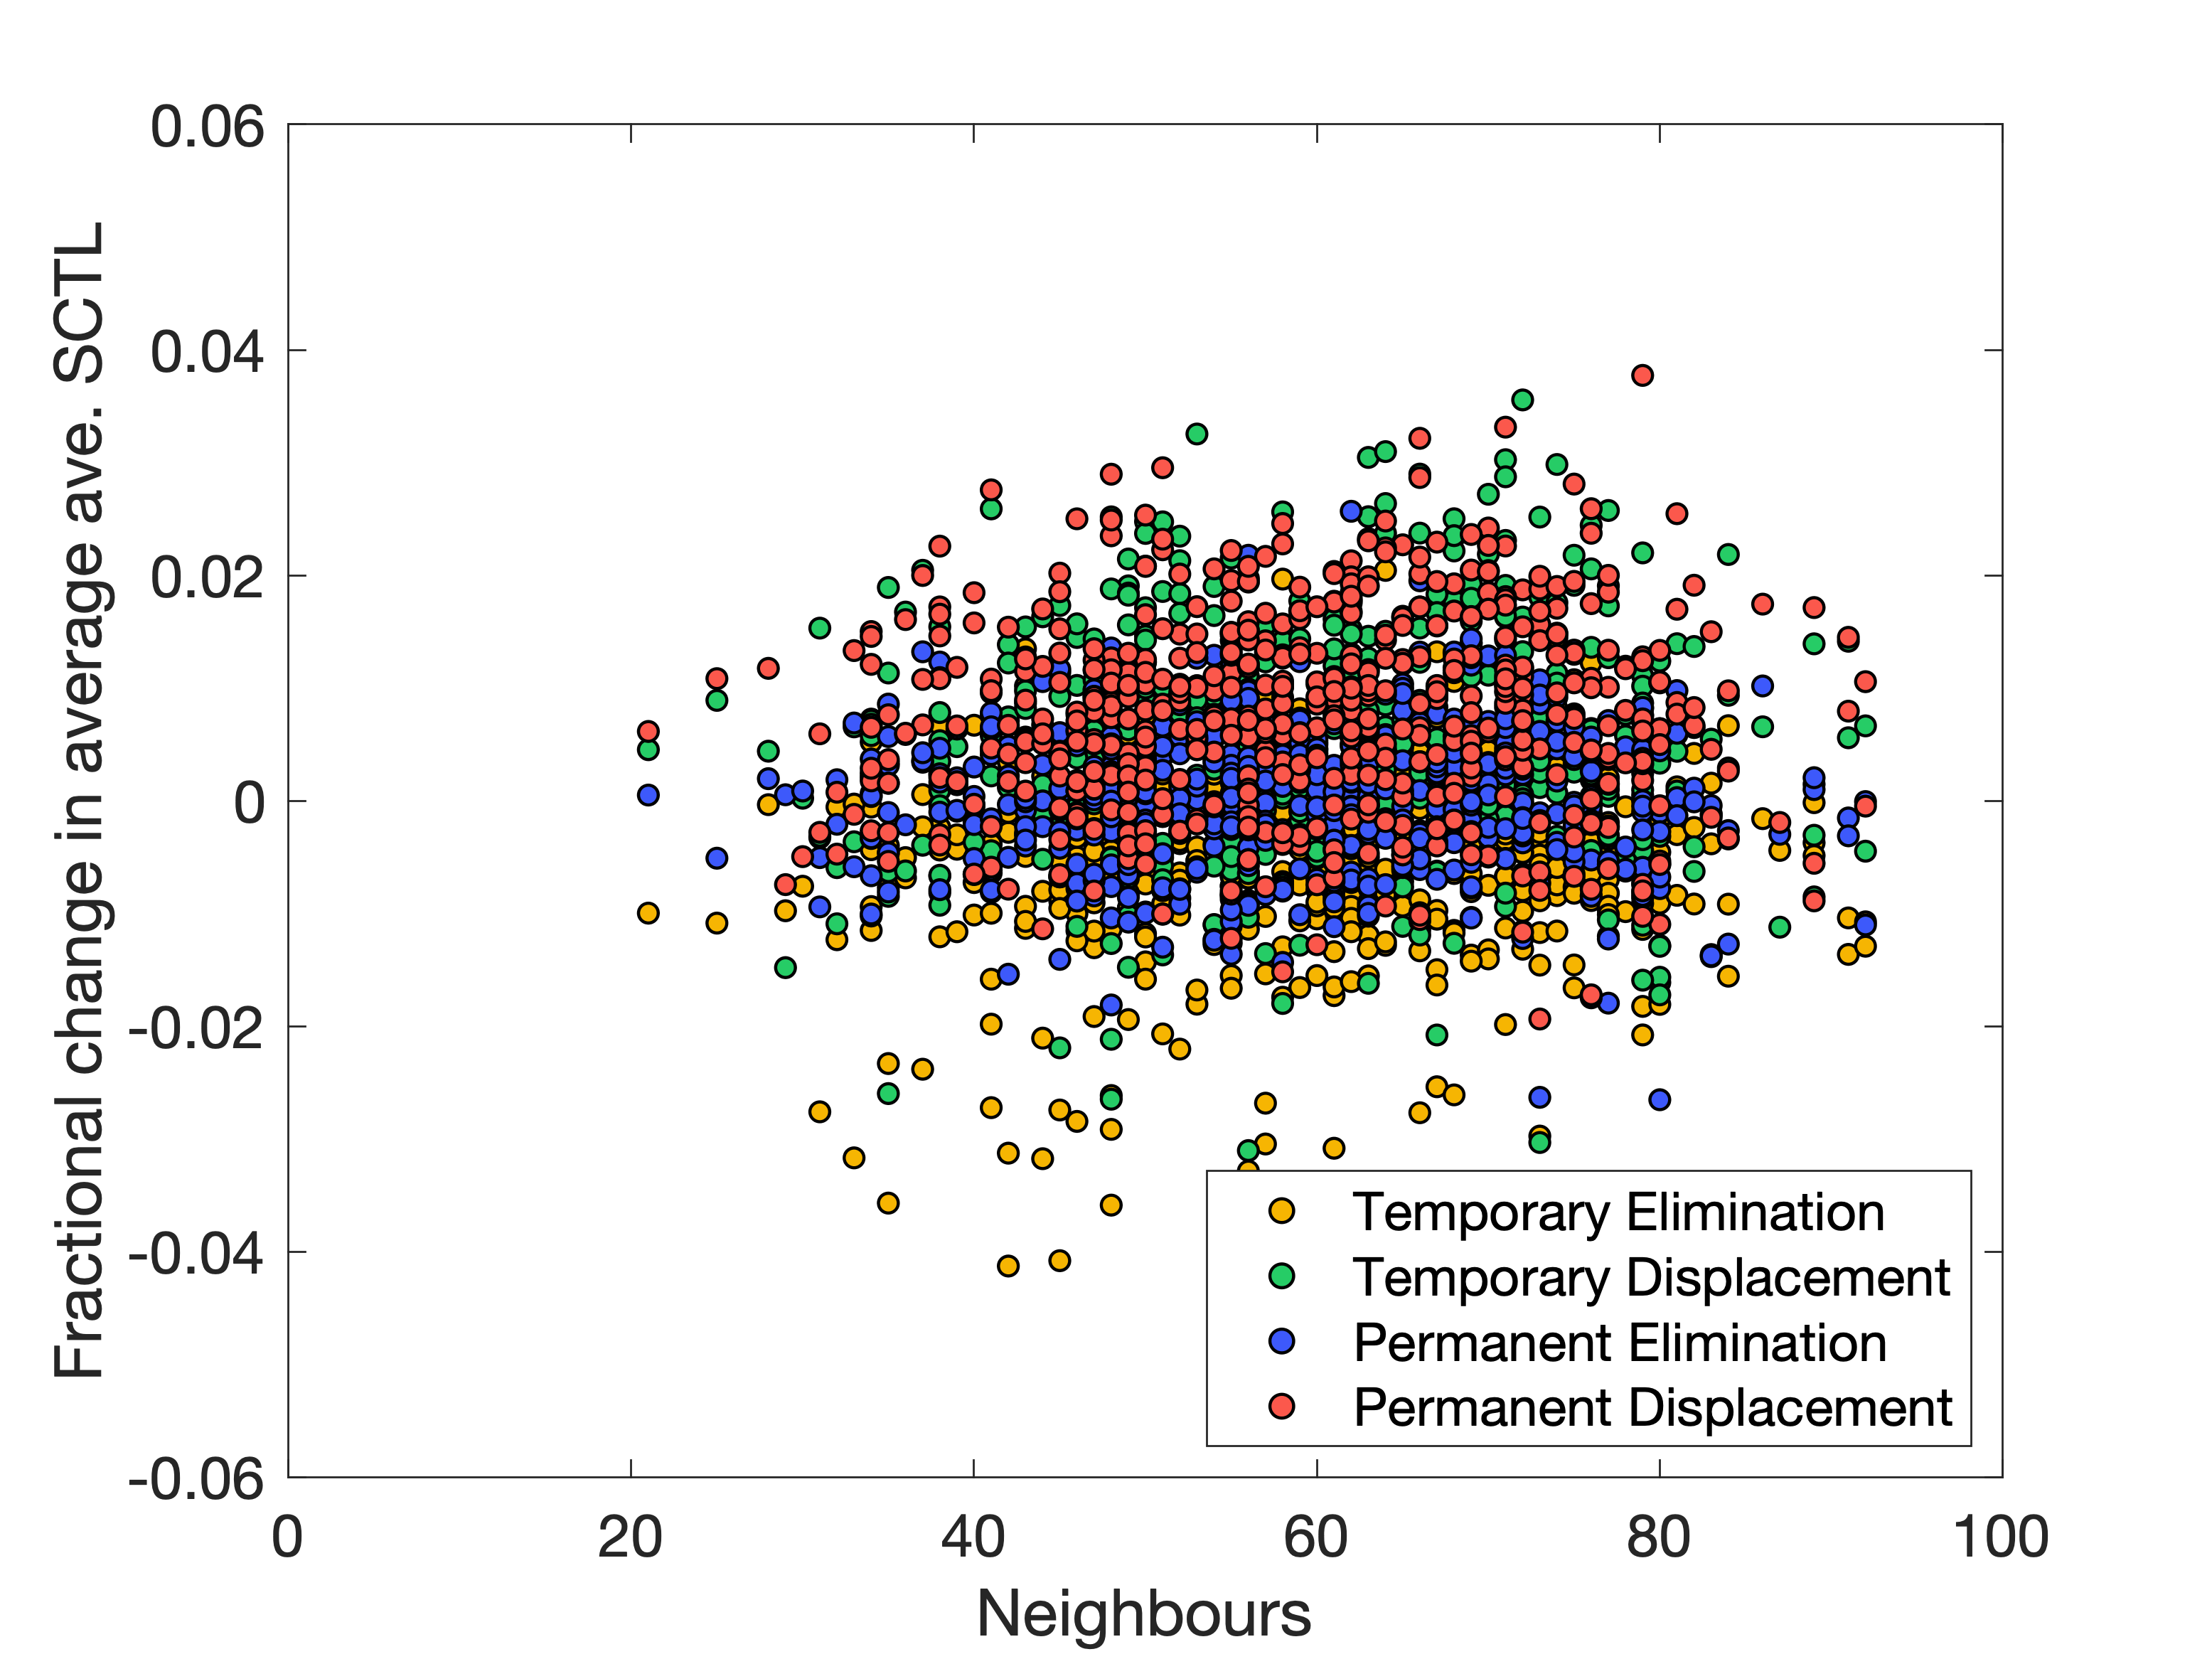 0.06
0.04
0.02
0
-0.02
-0.04
-0.06
Fractional change in average ave. SCTL
Temporary Elimination
Temporary Displacement
Permanent Elimination
Permanent Displacement
0 20 40 60 80 100
Neighbours